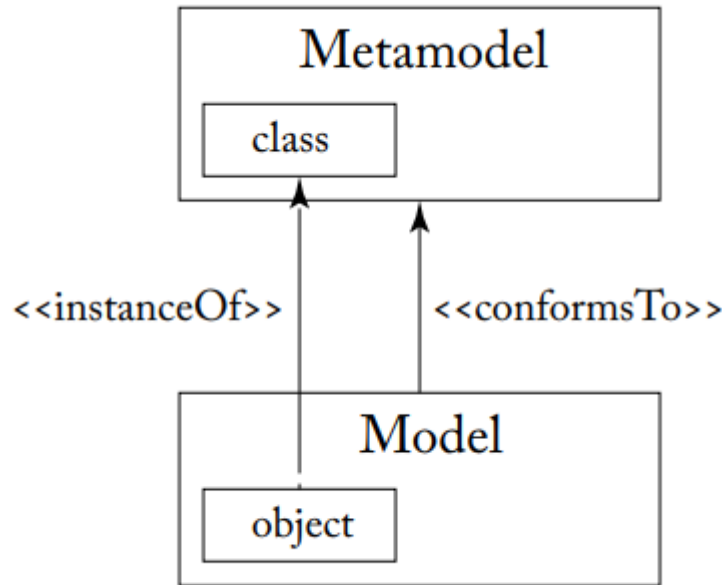 Metamodel
class
<<instanceOf>>
<<conformsTo>>
Model
object